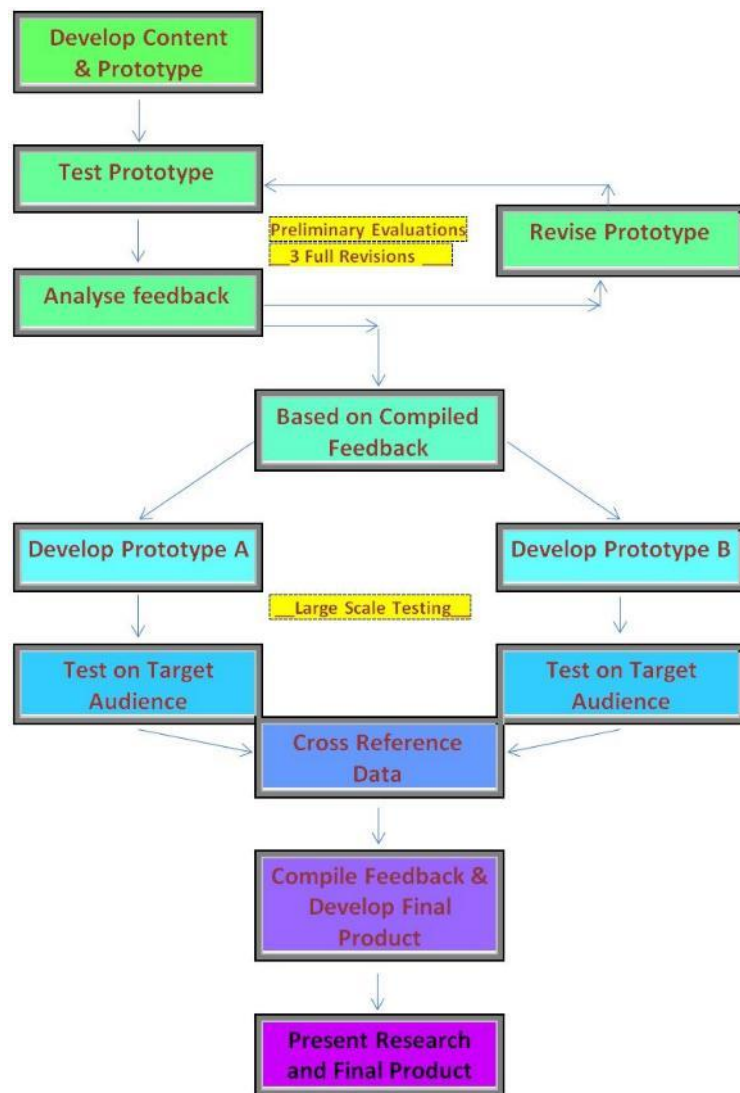 Develop Content
& Prototype
Test Prototype
Preliminary Evaluations
__3 Full Revisions ___
Revise Prototype
Analyse feedback
Based on Compiled
Feedback
Develop Prototype A
Develop Prototype B
__Large Scale Testing__
Test on Target
Audience
Test on Target
Audience
Cross Reference
Data
Compile Feedback &
Develop Final
Product
Present Research
and Final Product